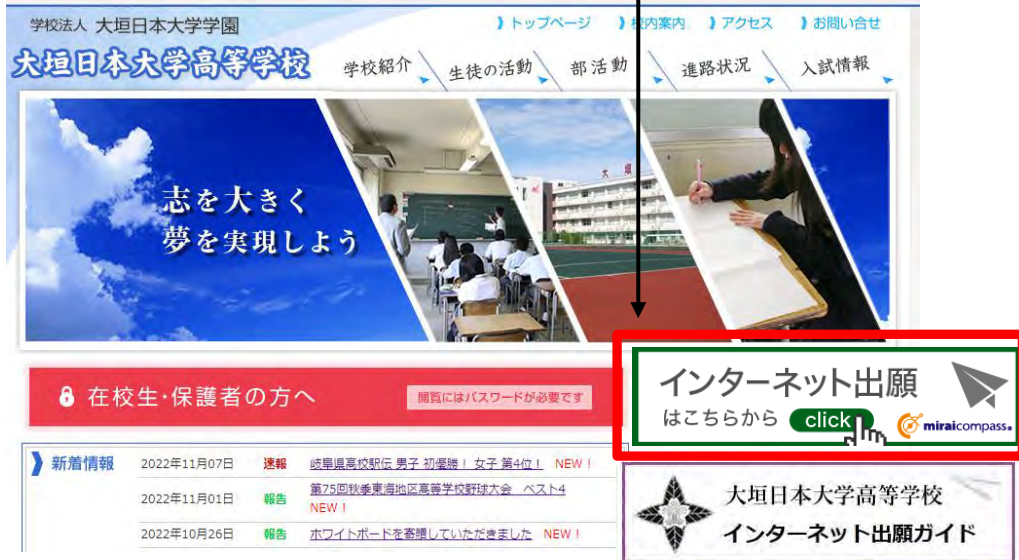 学校法人 大垣日本大学学園
トップページ 校内案内 アクセス お問い合せ
大垣日本大学高等学校
学校紹介 生徒の活動 部活動 進路状況 入試情報
志を大きく
夢を実現しよう
大 垣
在校生・保護者の方へ 閲覧にはパスワードが必要です
インターネット出願
はこちらから click
miraicompass
新着情報
2022年11月07日 速報 岐阜県高校駅伝 男子 初優勝! 女子 第4位! NEW!
2022年11月01日 報告 第75回秋季東海地区高等学校野球大会 ベスト4
NEW!
2022年10月26日 報告 ホワイトボードを寄贈していただきました NEW!
大垣日本大学高等学校
インターネット出願ガイド